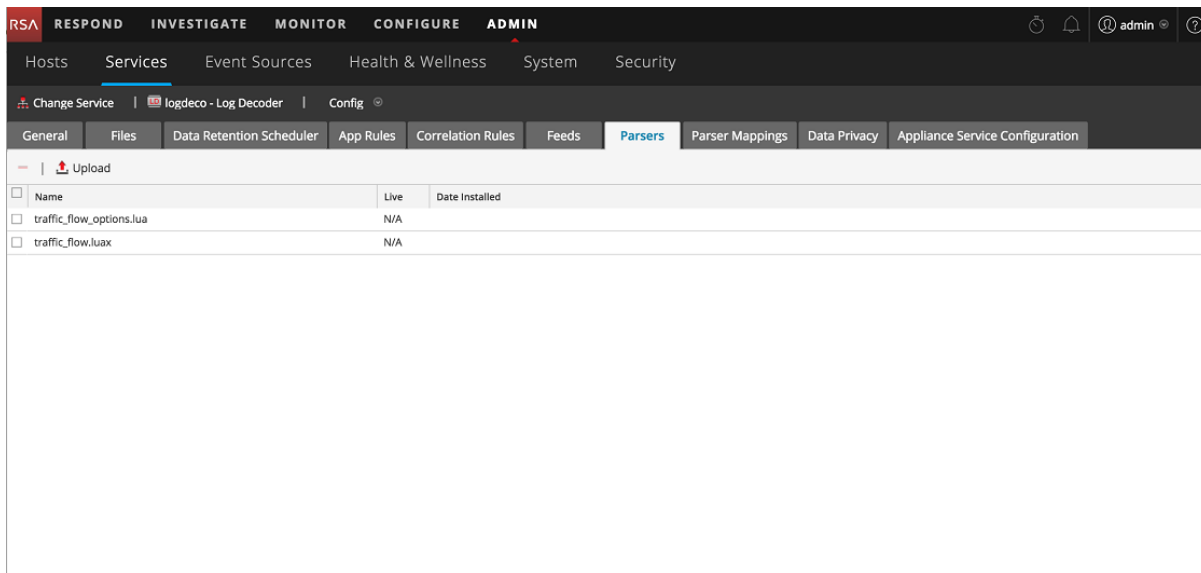 RSA RESPOND INVESTIGATE MONITOR CONFIGURE ADMIN admin ?
Hosts Services Event Sources Health & Wellness System Security
Change Service | LD logdeco - Log Decoder | Config
General Files Data Retention Scheduler App Rules Correlation Rules Feeds Parsers Parser Mappings Data Privacy Appliance Service Configuration
− | Upload
Name Live Date Installed
traffic_flow_options.lua N/A
traffic_flow.luax N/A